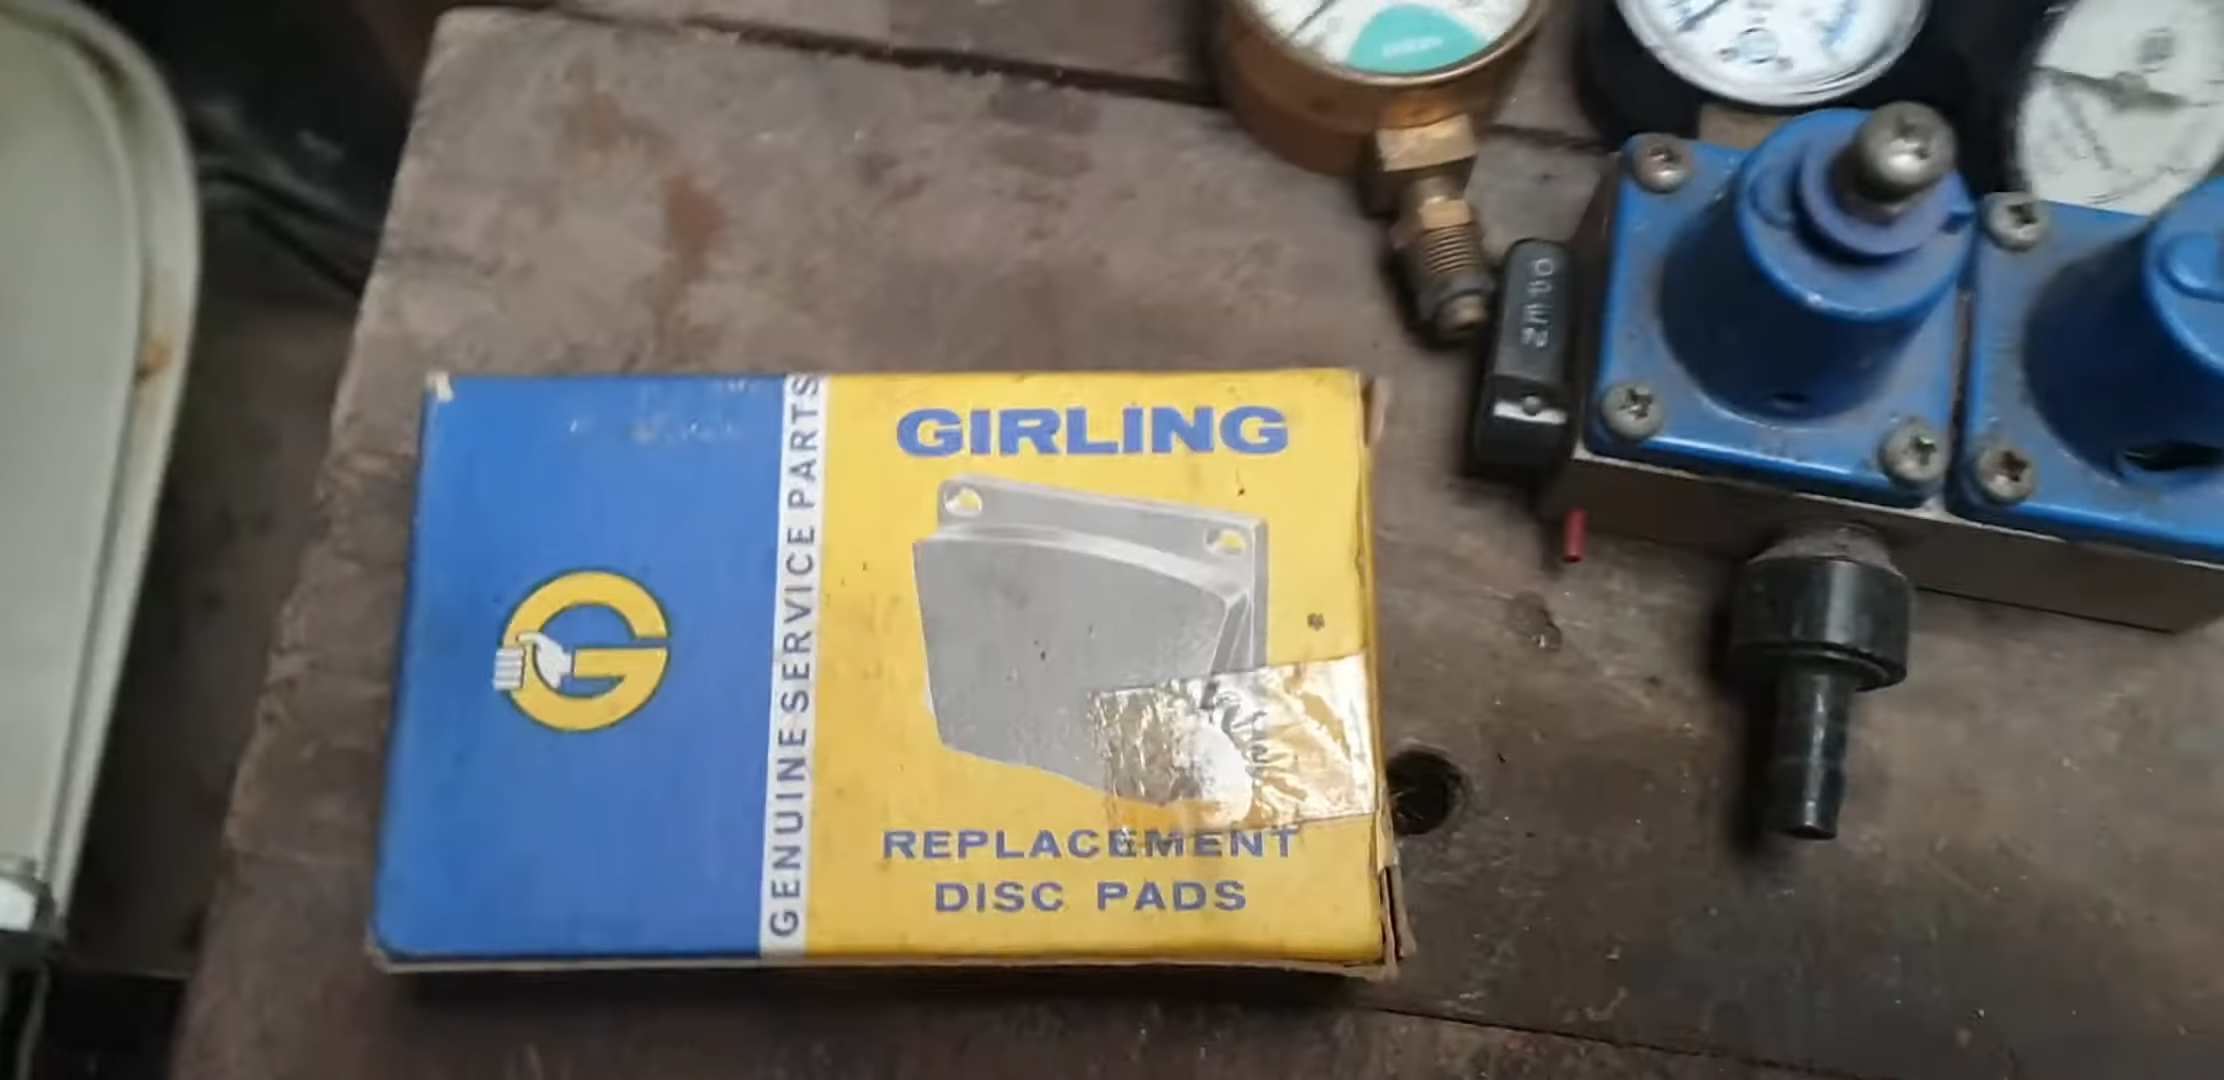 GENUINE SERVICE PARTS
GIRLING
REPLACEMENT
DISC PADS